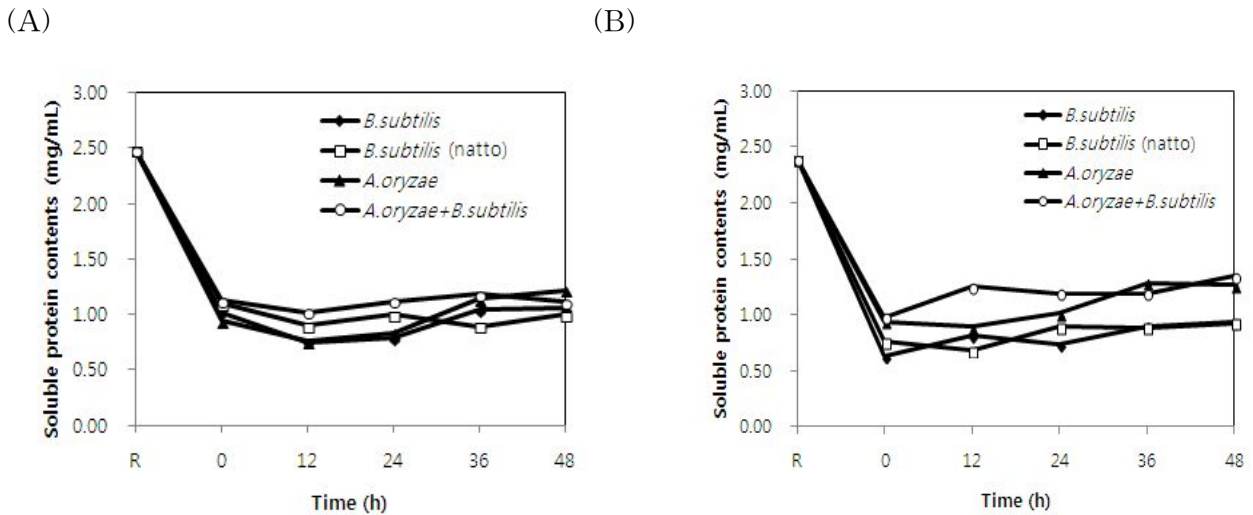 (A)
(B)
Soluble protein contents (mg/mL)
3.00
2.50
2.00
1.50
1.00
0.50
0.00
B.subtilis
B.subtilis (natto)
A.oryzae
A.oryzae+B.subtilis
R 0 12 24 36 48
Time (h)
Soluble protein contents (mg/mL)
3.00
2.50
2.00
1.50
1.00
0.50
0.00
B.subtilis
B.subtilis (natto)
A.oryzae
A.oryzae+B.subtilis
R 0 12 24 36 48
Time (h)